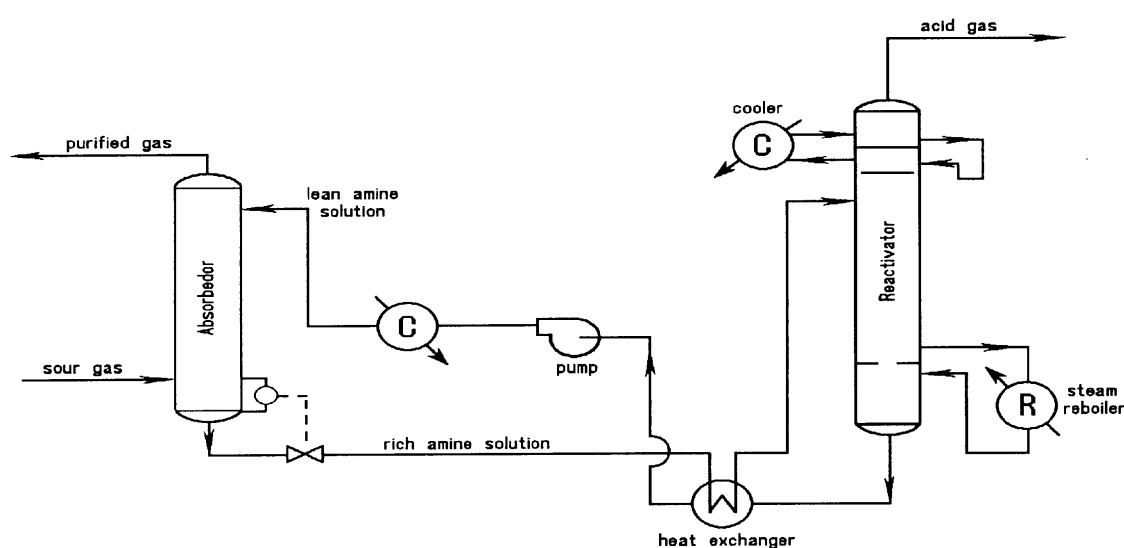 acid gas
cooler
C
purified gas
lean amine
solution
Absorbedor
Reactivator
C
sour gas
pump
steam
reboiler
R
rich amine solution
heat exchanger